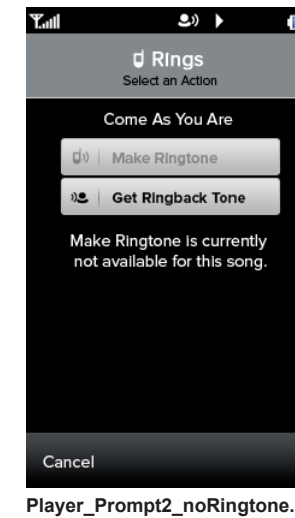 Rings
Select an Action
Come As You Are
Make Ringtone
Get Ringback Tone
Make Ringtone is currently
not available for this song.
Cancel
Player_Prompt2_noRingtone.